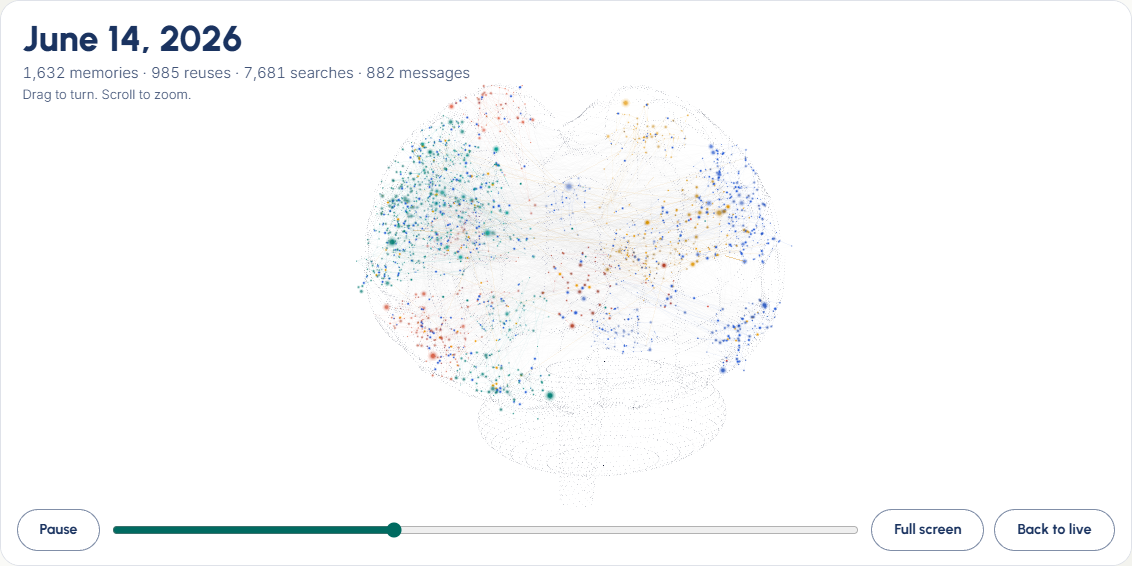 June 14, 2026
1,632 memories · 985 reuses · 7,681 searches · 882 messages
Drag to turn. Scroll to zoom.
Pause
Full screen
Back to live